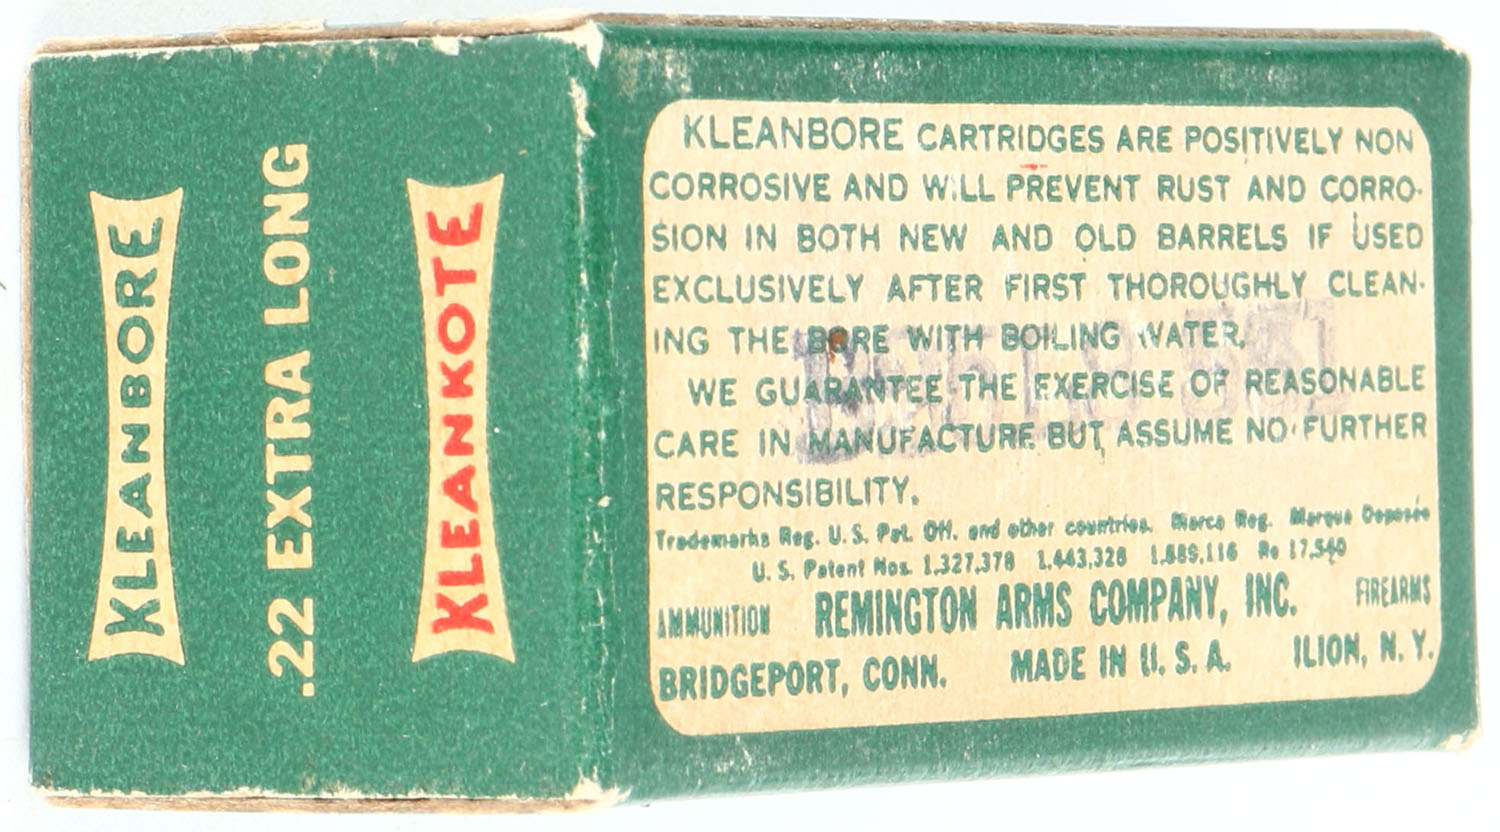 KLEANBORE
.22 EXTRA LONG
KLEANKOTE
KLEANBORE CARTRIDGES ARE POSITIVELY NON
CORROSIVE AND WILL PREVENT RUST AND CORRO-
SION IN BOTH NEW AND OLD BARRELS IF USED
EXCLUSIVELY AFTER FIRST THOROUGHLY CLEAN-
ING THE BORE WITH BOILING WATER.
WE GUARANTEE THE EXERCISE OF REASONABLE
CARE IN MANUFACTURE BUT ASSUME NO FURTHER
RESPONSIBILITY.
Trademarks Reg. U.S. Pat. Off. and other countries. Marca Reg. Marque Deposée
U.S. Patent Nos. 1,327,378 1,443,328 1,889,116 Re 17,540
AMMUNITION REMINGTON ARMS COMPANY, INC. FIREARMS
BRIDGEPORT, CONN. MADE IN U.S.A. ILION, N.Y.